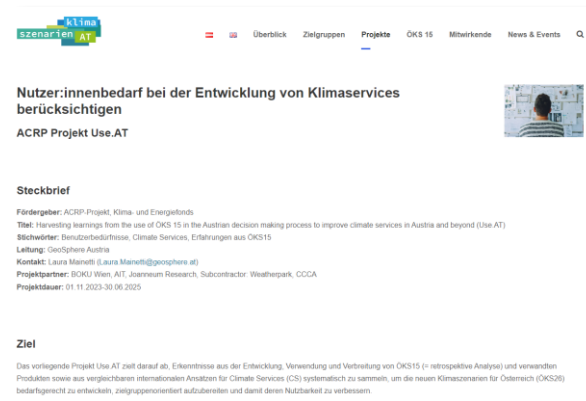 klima
szenarien AT
Überblick Zielgruppen Projekte ÖKS 15 Mitwirkende News & Events
Nutzer:innenbedarf bei der Entwicklung von Klimaservices
berücksichtigen
ACRP Projekt Use.AT
Steckbrief
Fördergeber: ACRP-Projekt, Klima- und Energiefonds
Titel: Harvesting learnings from the use of ÖKS 15 in the Austrian decision making process to improve climate services in Austria and beyond (Use AT)
Stichwörter: Benutzerbedürfnisse, Climate Services, Erfahrungen aus ÖKS15
Leitung: GeoSphere Austria
Kontakt: Laura Mainetti (Laura.Mainetti@geosphere.at)
Projektpartner: BOKU Wien, AIT, Joanneum Research, Subcontractor: Weatherpark, CCCA
Projektdauer: 01.11.2023-30.06.2025
Ziel
Das vorliegende Projekt Use.AT zielt darauf ab, Erkenntnisse aus der Entwicklung, Verwendung und Verbreitung von ÖKS15 (= retrospektive Analyse) und verwandten
Produkten sowie aus vergleichbaren internationalen Ansätzen für Climate Services (CS) systematisch zu sammeln, um die neuen Klimaszenarien für Österreich (ÖKS26)
bedarfsgerecht zu entwickeln, zielgruppenorientiert aufzubereiten und damit deren Nutzbarkeit zu verbessern.